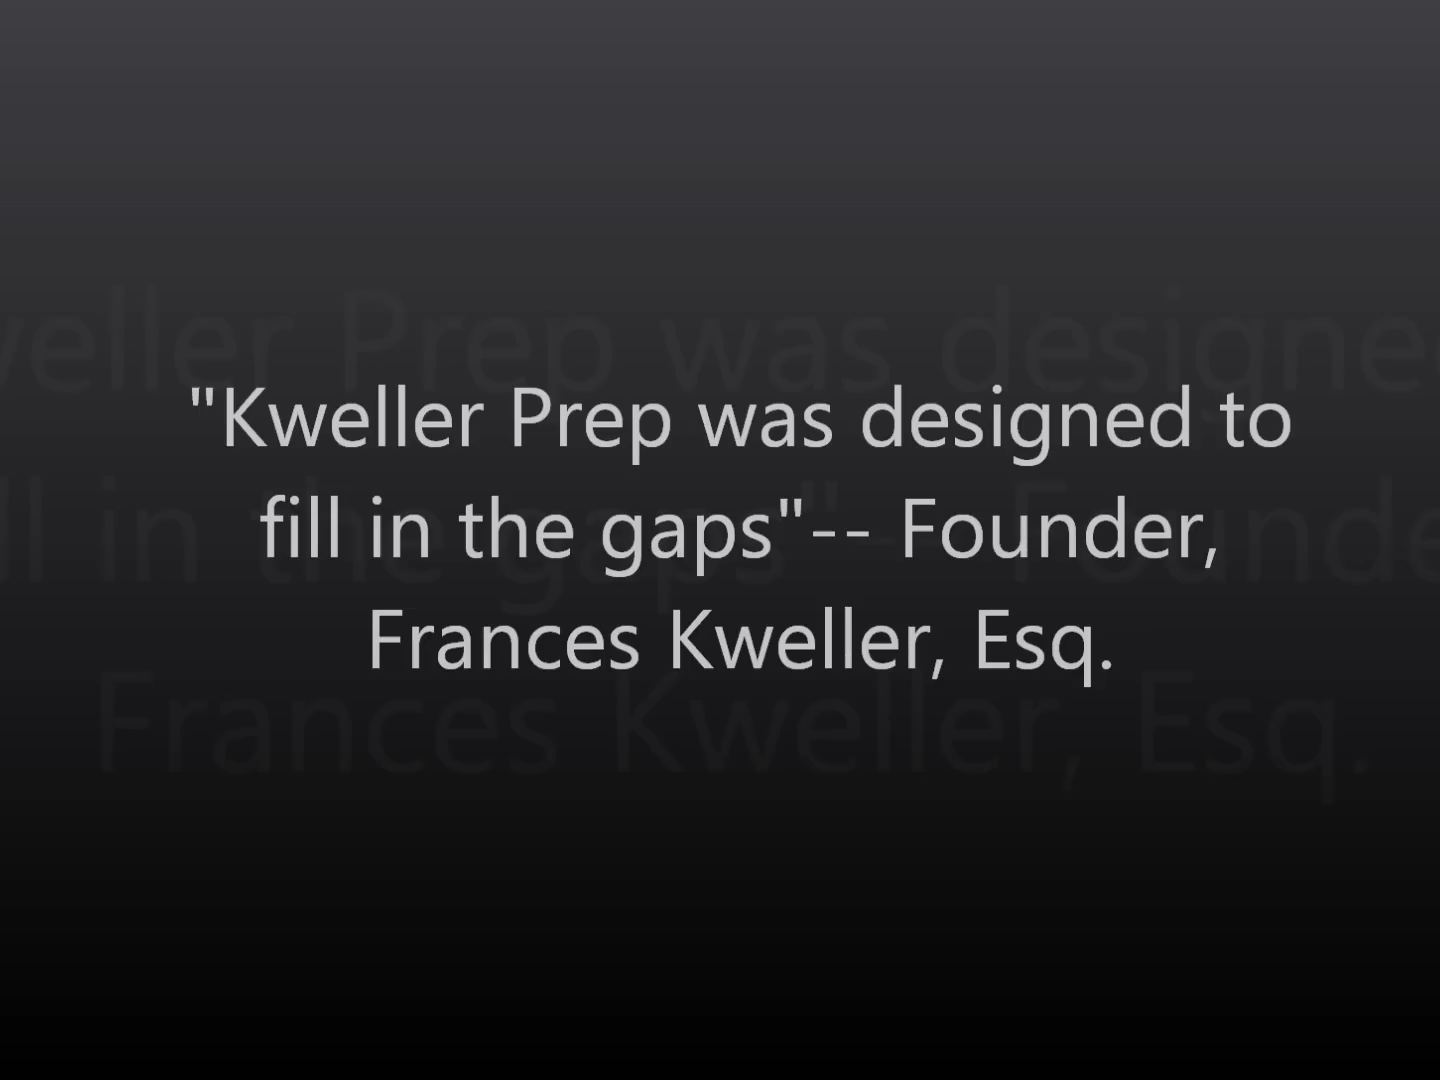 "Kweller Prep was designed to
fill in the gaps"-- Founder,
Frances Kweller, Esq.